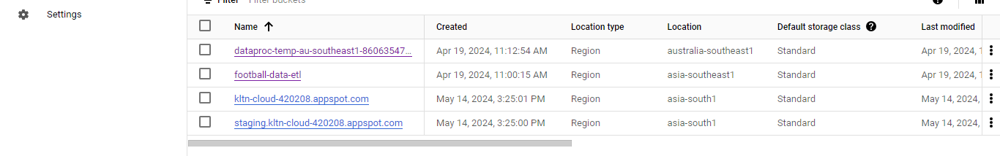 Filter Filter buckets
Settings
Name Created Location type Location Default storage class Last modified
dataproc-temp-au-southeast1-86063547… Apr 19, 2024, 11:12:54 AM Region australia-southeast1 Standard Apr 19, 2024, 1
football-data-etl Apr 19, 2024, 11:00:15 AM Region asia-southeast1 Standard Apr 19, 2024, 1
kltn-cloud-420208.appspot.com May 14, 2024, 3:25:01 PM Region asia-south1 Standard May 14, 2024,
staging.kltn-cloud-420208.appspot.com May 14, 2024, 3:25:00 PM Region asia-south1 Standard May 14, 2024,